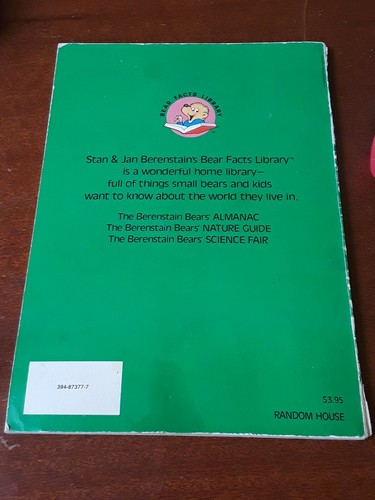 BEAR FACTS LIBRARY
Stan & Jan Berenstain's Bear Facts Library™
is a wonderful home library—
full of things small bears and kids
want to know about the world they live in.
The Berenstain Bears' ALMANAC
The Berenstain Bears' NATURE GUIDE
The Berenstain Bears' SCIENCE FAIR
394-87377-7
$3.95
RANDOM HOUSE